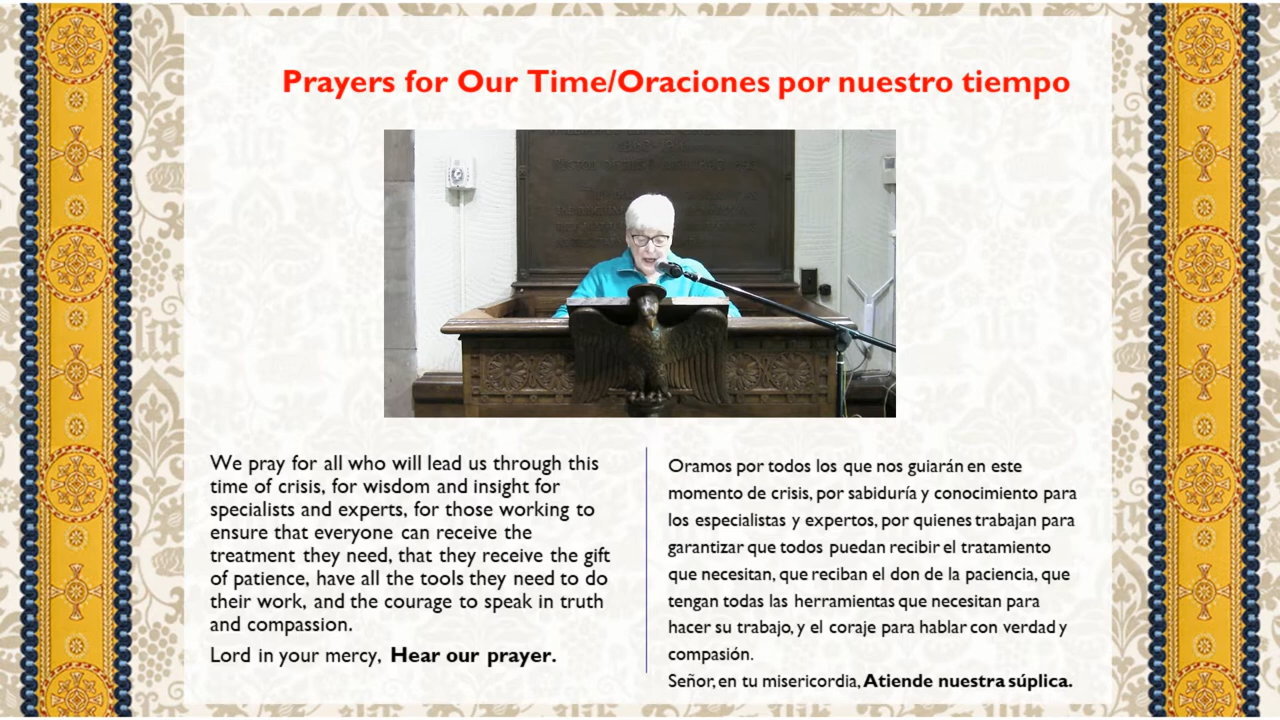 Prayers for Our Time/Oraciones por nuestro tiempo
We pray for all who will lead us through this
time of crisis, for wisdom and insight for
specialists and experts, for those working to
ensure that everyone can receive the
treatment they need, that they receive the gift
of patience, have all the tools they need to do
their work, and the courage to speak in truth
and compassion.
Lord in your mercy, Hear our prayer.
Oramos por todos los que nos guiarán en este
momento de crisis, por sabiduría y conocimiento para
los especialistas y expertos, por quienes trabajan para
garantizar que todos puedan recibir el tratamiento
que necesitan, que reciban el don de la paciencia, que
tengan todas las herramientas que necesitan para
hacer su trabajo, y el coraje para hablar con verdad y
compasión.
Señor, en tu misericordia, Atiende nuestra súplica.